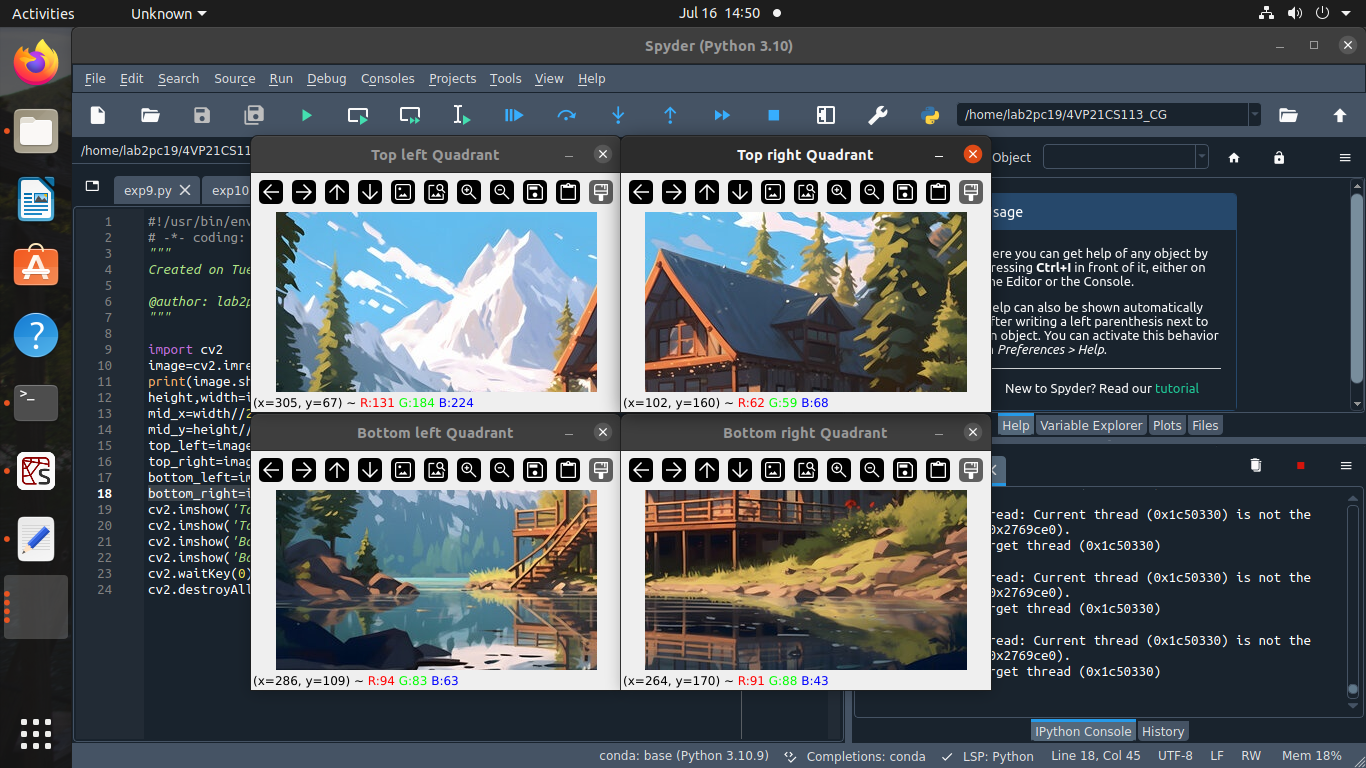 Activities
Unknown
Jul 16 14:50
Spyder (Python 3.10)
File Edit Search Source Run Debug Consoles Projects Tools View Help
/home/lab2pc19/4VP21CS113_CG
/home/lab2pc19/4VP21CS11
Object
exp9.py
exp10
1 #!/usr/bin/env
2 # -*- coding:
3 """
4 Created on Tue
5
6 @author: lab2p
7 """
8
9 import cv2
10 image=cv2.imre
11 print(image.sh
12 height,width=i
13 mid_x=width//2
14 mid_y=height//
15 top_left=image
16 top_right=imag
17 bottom_left=im
18 bottom_right=i
19 cv2.imshow('To
20 cv2.imshow('To
21 cv2.imshow('Bo
22 cv2.imshow('Bo
23 cv2.waitKey(0)
24 cv2.destroyAll
Top left Quadrant
(x=305, y=67) ~ R:131 G:184 B:224
Top right Quadrant
(x=102, y=160) ~ R:62 G:59 B:68
Bottom left Quadrant
(x=286, y=109) ~ R:94 G:83 B:63
Bottom right Quadrant
(x=264, y=170) ~ R:91 G:88 B:43
sage
ere you can get help of any object by
ressing Ctrl+I in front of it, either on
e Editor or the Console.
elp can also be shown automatically
fter writing a left parenthesis next to
n object. You can activate this behavior
Preferences > Help.
New to Spyder? Read our tutorial
Help Variable Explorer Plots Files
read: Current thread (0x1c50330) is not the
0x2769ce0).
rget thread (0x1c50330)
read: Current thread (0x1c50330) is not the
0x2769ce0).
rget thread (0x1c50330)
read: Current thread (0x1c50330) is not the
0x2769ce0).
rget thread (0x1c50330)
IPython Console History
conda: base (Python 3.10.9) Completions: conda LSP: Python Line 18, Col 45 UTF-8 LF RW Mem 18%